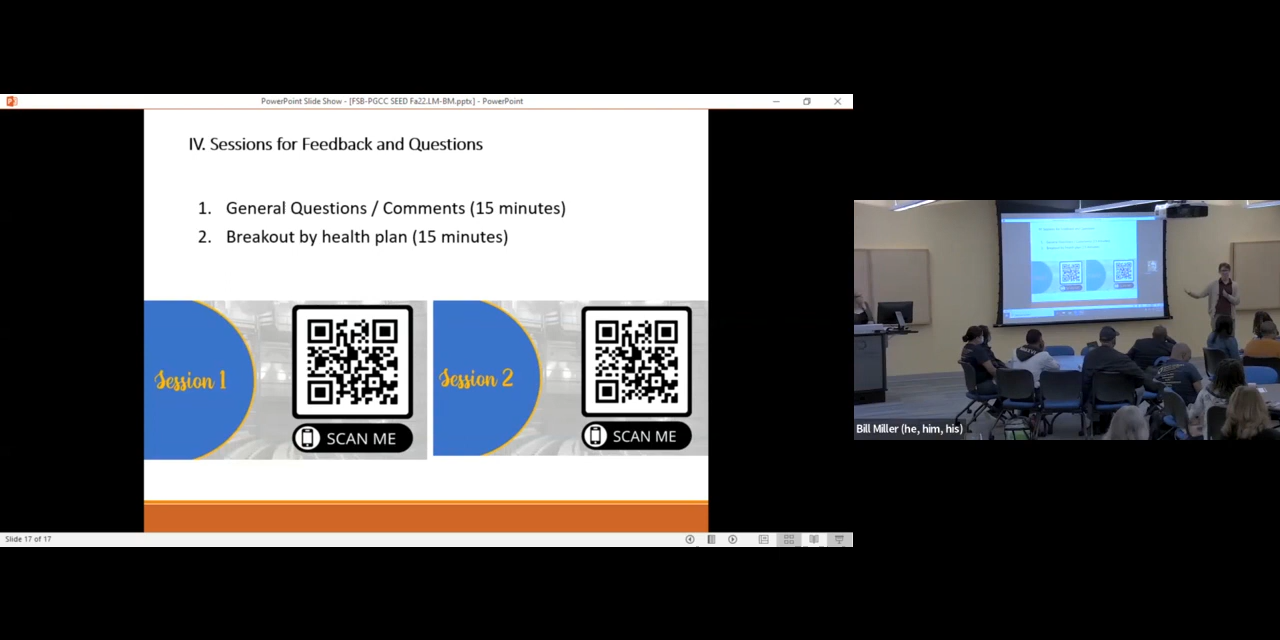 PowerPoint Slide Show - [FSB-PGCC SEED Fa22.LM-BM.pptx] - PowerPoint
IV. Sessions for Feedback and Questions
1. General Questions / Comments (15 minutes)
2. Breakout by health plan (15 minutes)
Session 1
SCAN ME
Session 2
SCAN ME
Slide 17 of 17
Bill Miller (he, him, his)